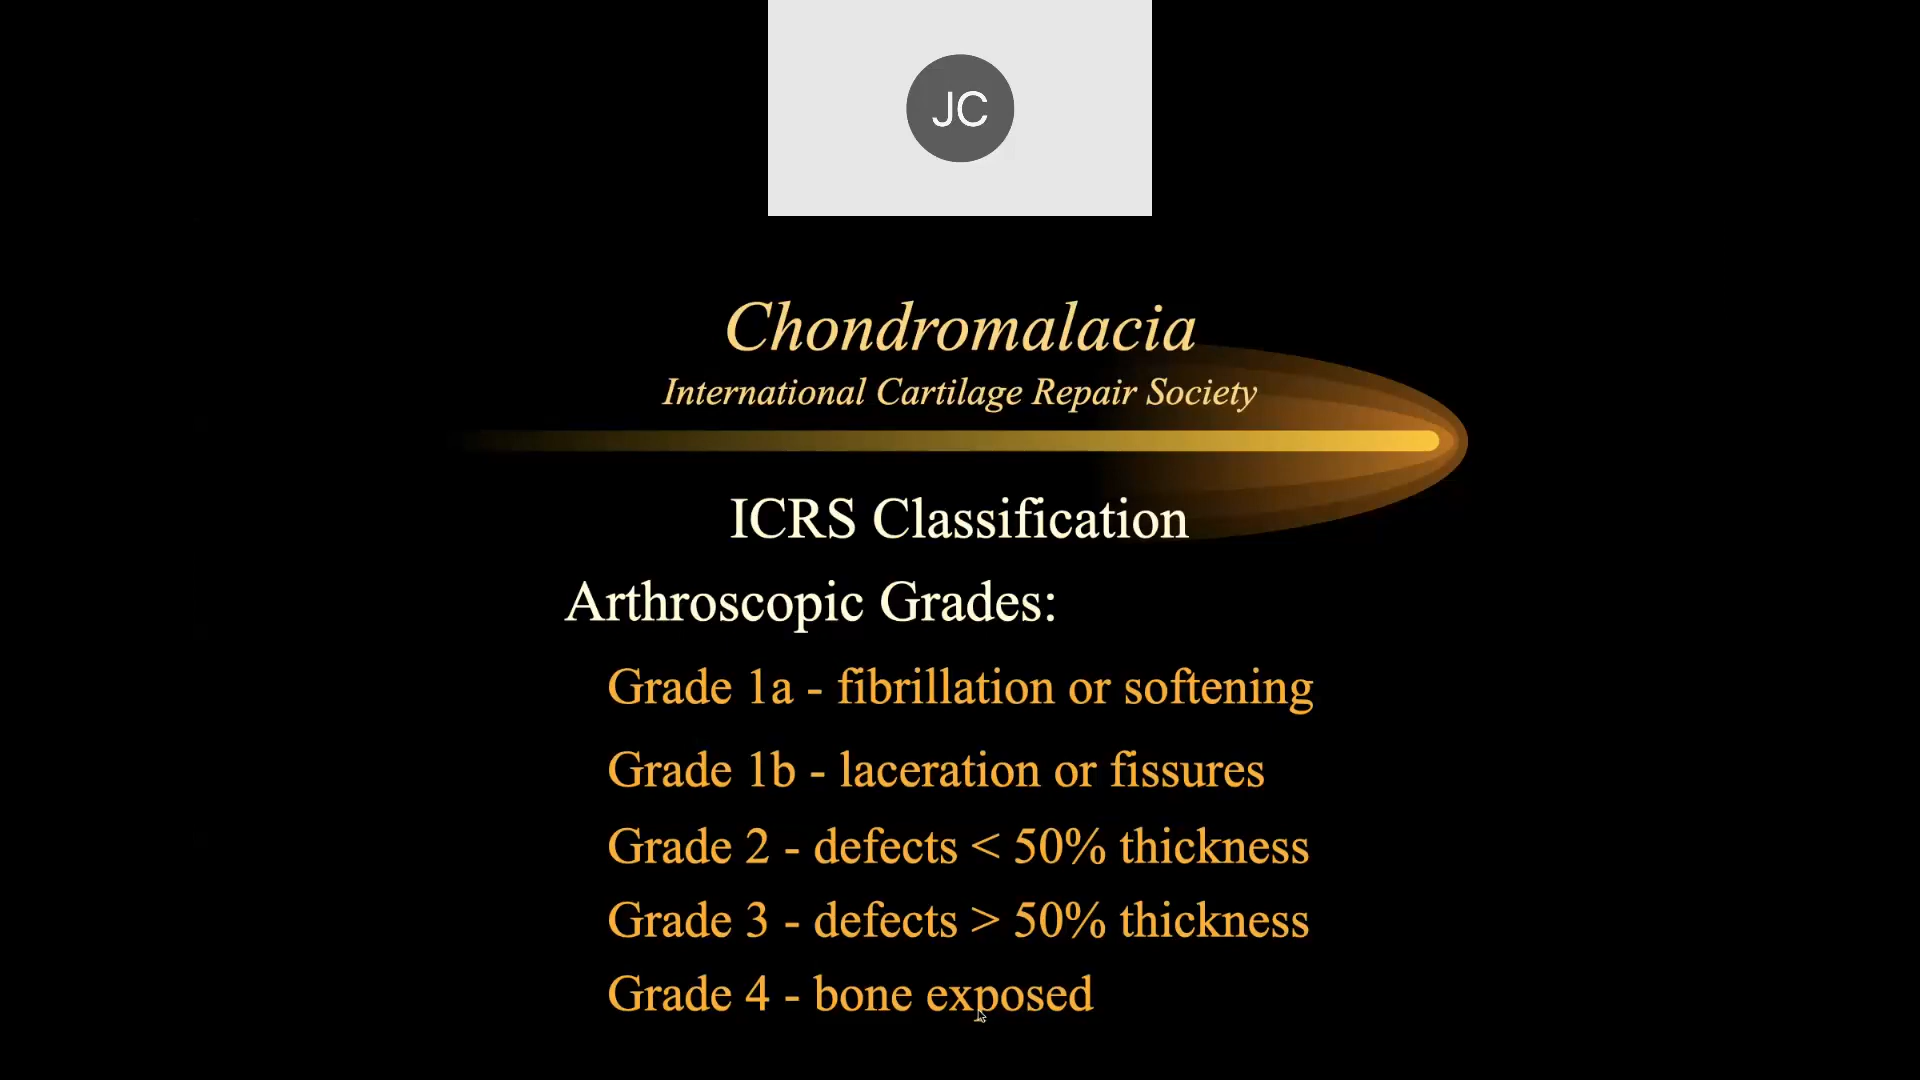 JC
Chondromalacia
International Cartilage Repair Society
ICRS Classification
Arthroscopic Grades:
Grade 1a - fibrillation or softening
Grade 1b - laceration or fissures
Grade 2 - defects < 50% thickness
Grade 3 - defects > 50% thickness
Grade 4 - bone exposed